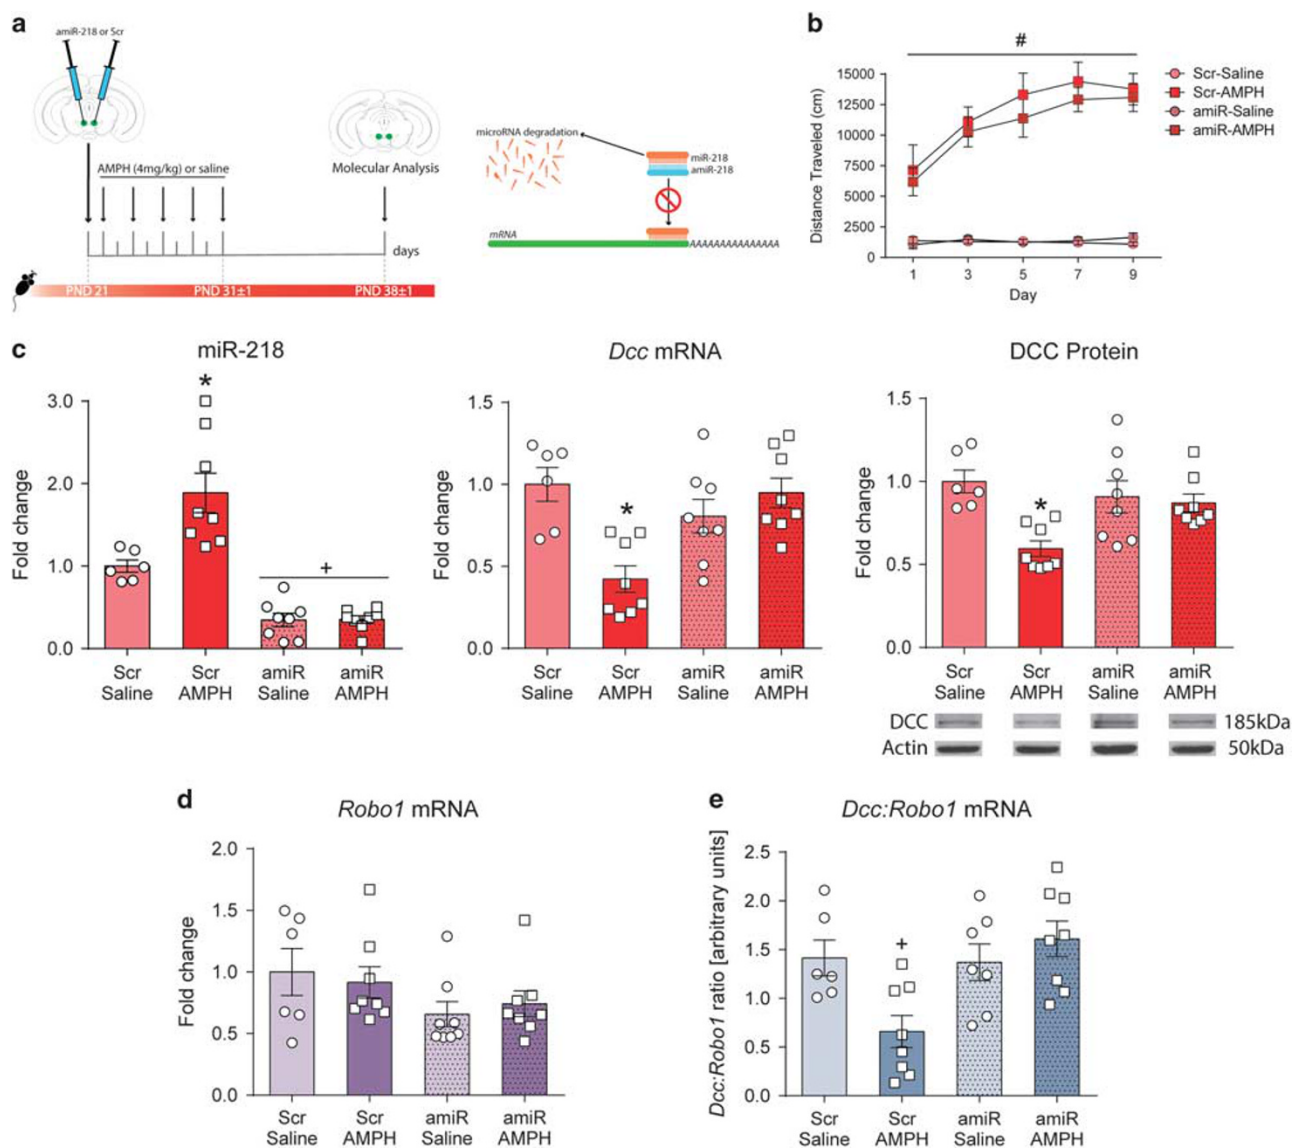 a
amiR-218 or Scr
AMPH (4mg/kg) or saline
Molecular Analysis
days
PND 21
PND 31±1
PND 38±1
microRNA degradation
miR-218
amiR-218
mRNA
AAAAAAAAAAAAAAA
b
#
Distance Traveled (cm)
15000
12500
10000
7500
5000
2500
0
1 3 5 7 9
Day
Scr-Saline
Scr-AMPH
amiR-Saline
amiR-AMPH
c
miR-218
Fold change
3.0
2.0
1.0
0.0
*
+
Scr
Saline
Scr
AMPH
amiR
Saline
amiR
AMPH
Dcc mRNA
Fold change
1.5
1.0
0.5
0.0
*
Scr
Saline
Scr
AMPH
amiR
Saline
amiR
AMPH
DCC Protein
Fold change
1.5
1.0
0.5
0.0
*
Scr
Saline
Scr
AMPH
amiR
Saline
amiR
AMPH
DCC 185kDa
Actin 50kDa
d
Robo1 mRNA
Fold change
2.0
1.5
1.0
0.5
0.0
Scr
Saline
Scr
AMPH
amiR
Saline
amiR
AMPH
e
Dcc:Robo1 mRNA
Dcc:Robo1 ratio [arbitrary units]
2.5
2.0
1.5
1.0
0.5
0.0
+
Scr
Saline
Scr
AMPH
amiR
Saline
amiR
AMPH